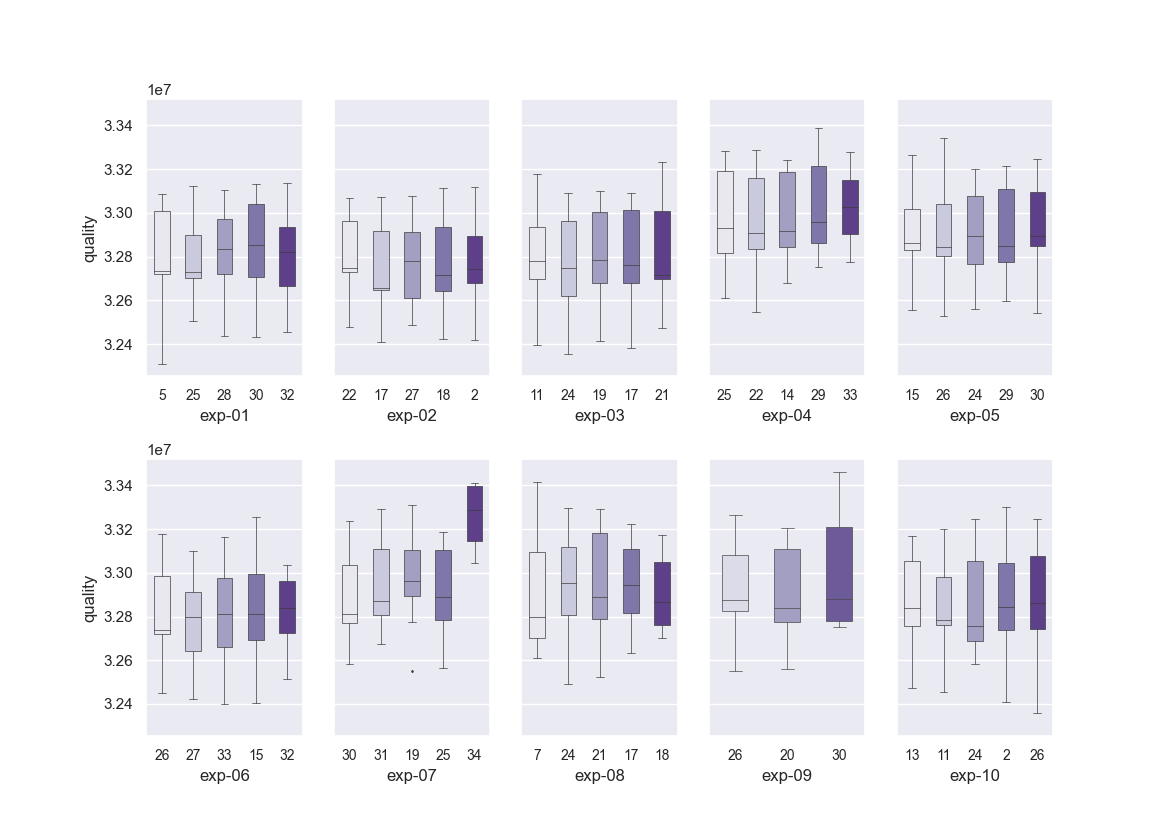 1e7
3.34
3.32
3.30
3.28
3.26
3.24
quality
5 25 28 30 32
exp-01
22 17 27 18 2
exp-02
11 24 19 17 21
exp-03
25 22 14 29 33
exp-04
15 26 24 29 30
exp-05
1e7
3.34
3.32
3.30
3.28
3.26
3.24
quality
26 27 33 15 32
exp-06
30 31 19 25 34
exp-07
7 24 21 17 18
exp-08
26 20 30
exp-09
13 11 24 2 26
exp-10